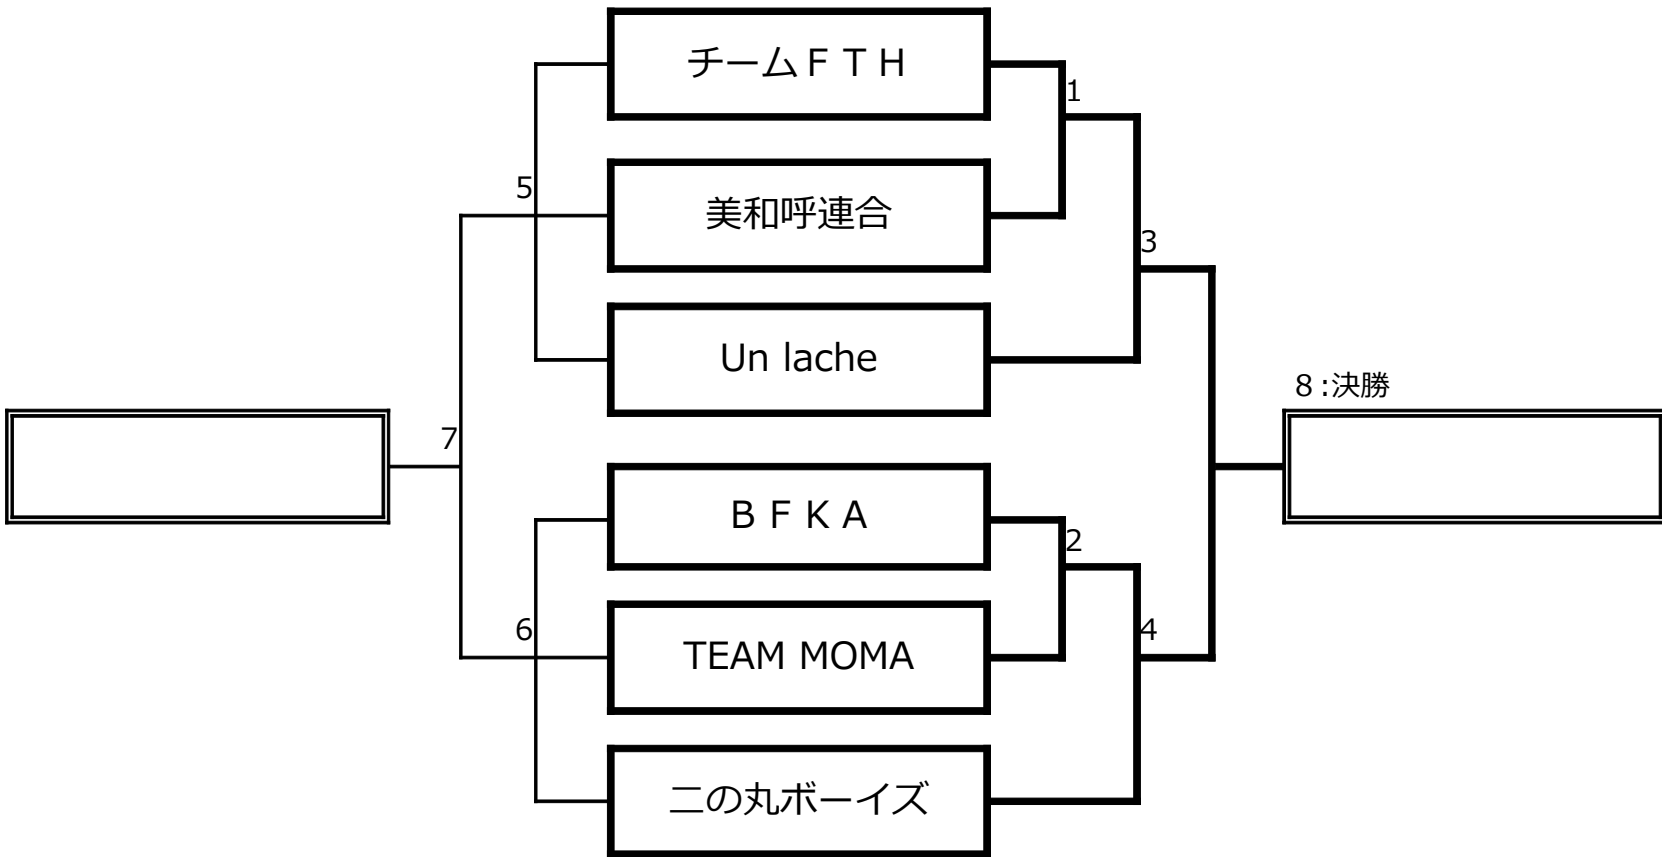 チームＦＴＨ
1
5
美和呼連合
3
Un lache
8 :決勝
7
ＢＦＫＡ
2
6
TEAM MOMA
4
二の丸ボーイズ